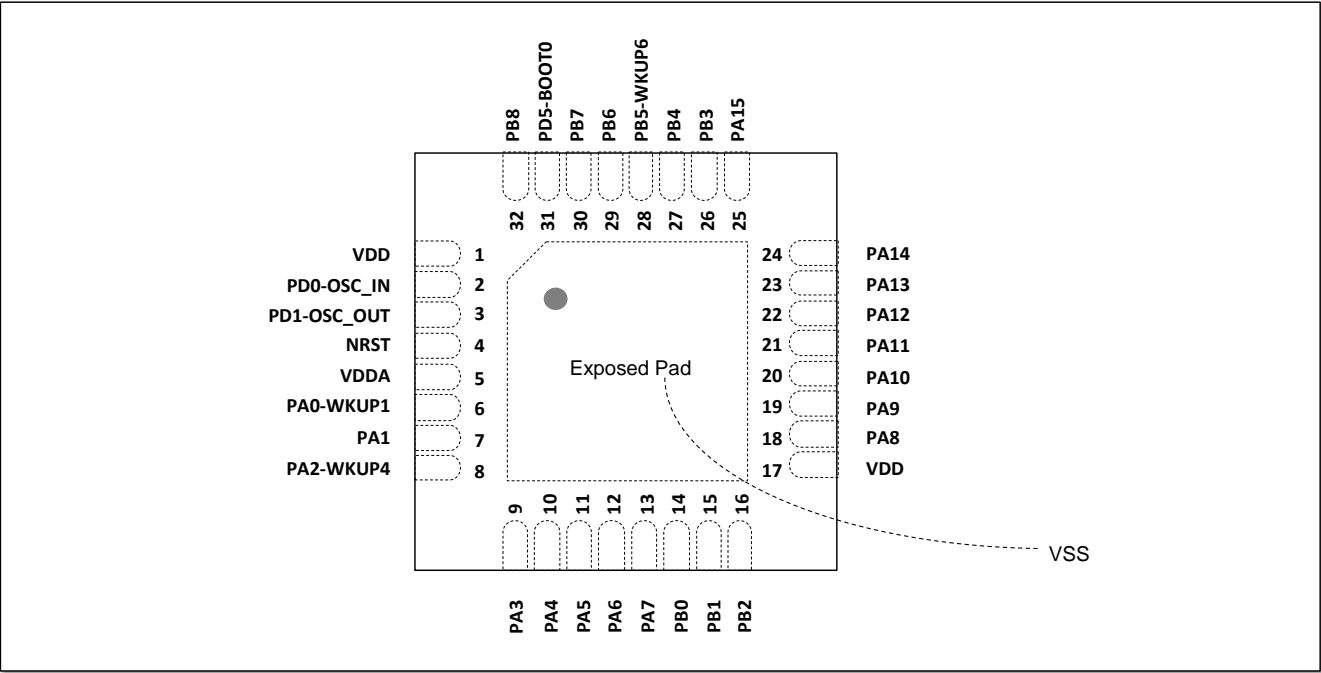 PB8
PD5-BOOT0
PB7
PB6
PB5-WKUP6
PB4
PB3
PA15
32
31
30
29
28
27
26
25
VDD 1
PD0-OSC_IN 2
PD1-OSC_OUT 3
NRST 4
VDDA 5
PA0-WKUP1 6
PA1 7
PA2-WKUP4 8
Exposed Pad
24 PA14
23 PA13
22 PA12
21 PA11
20 PA10
19 PA9
18 PA8
17 VDD
9
10
11
12
13
14
15
16
PA3
PA4
PA5
PA6
PA7
PB0
PB1
PB2
VSS